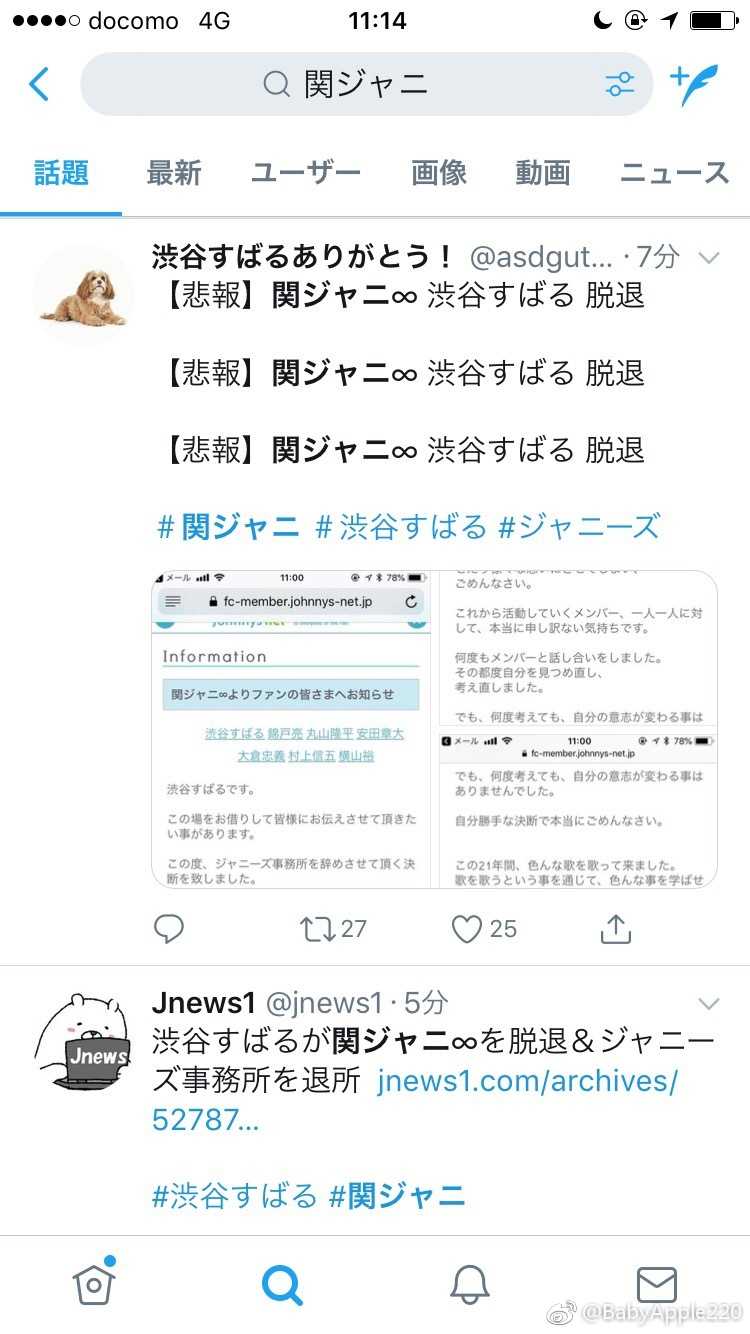 docomo 4G 11:14
関ジャニ
話題 最新 ユーザー 画像 動画 ニュース
渋谷すばるありがとう！ @asdgut... · 7分
【悲報】関ジャニ∞ 渋谷すばる 脱退
【悲報】関ジャニ∞ 渋谷すばる 脱退
【悲報】関ジャニ∞ 渋谷すばる 脱退
#関ジャニ #渋谷すばる #ジャニーズ
メール 11:00 78%
fc-member.johnnys-net.jp
Information
関ジャニ∞よりファンの皆さまへお知らせ
渋谷すばる 錦戸亮 丸山隆平 安田章大
大倉忠義 村上信五 横山裕
渋谷すばるです。
この場をお借りして皆様にお伝えさせて頂きた
い事があります。
この度、ジャニーズ事務所を辞めさせて頂く決
断を致しました。
ごめんなさい。
これから活動していくメンバー、一人一人に対
して、本当に申し訳ない気持ちです。
何度もメンバーと話し合いをしました。
その都度自分を見つめ直し、
考え直しました。
でも、何度考えても、自分の意志が変わる事は
メール 11:00 78%
fc-member.johnnys-net.jp
でも、何度考えても、自分の意志が変わる事は
ありませんでした。
自分勝手な決断で本当にごめんなさい。
この21年間、色んな歌を歌って来ました。
歌を歌うという事を通じて、色んな事を学ばせ
27 25
Jnews1 @jnews1 · 5分
Jnews
渋谷すばるが関ジャニ∞を脱退＆ジャニー
ズ事務所を退所 jnews1.com/archives/
52787...
#渋谷すばる #関ジャニ
@BabyApple220